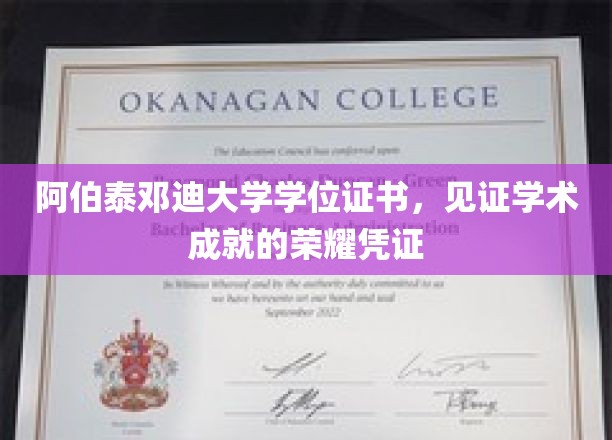 OKANAGAN COLLEGE
The Education Council has conferred upon
阿伯泰邓迪大学学位证书，见证学术
成就的荣耀凭证
In Witness Whereof and by the authority duly committed to us
we have hereunto set our hand and seal
September 2022